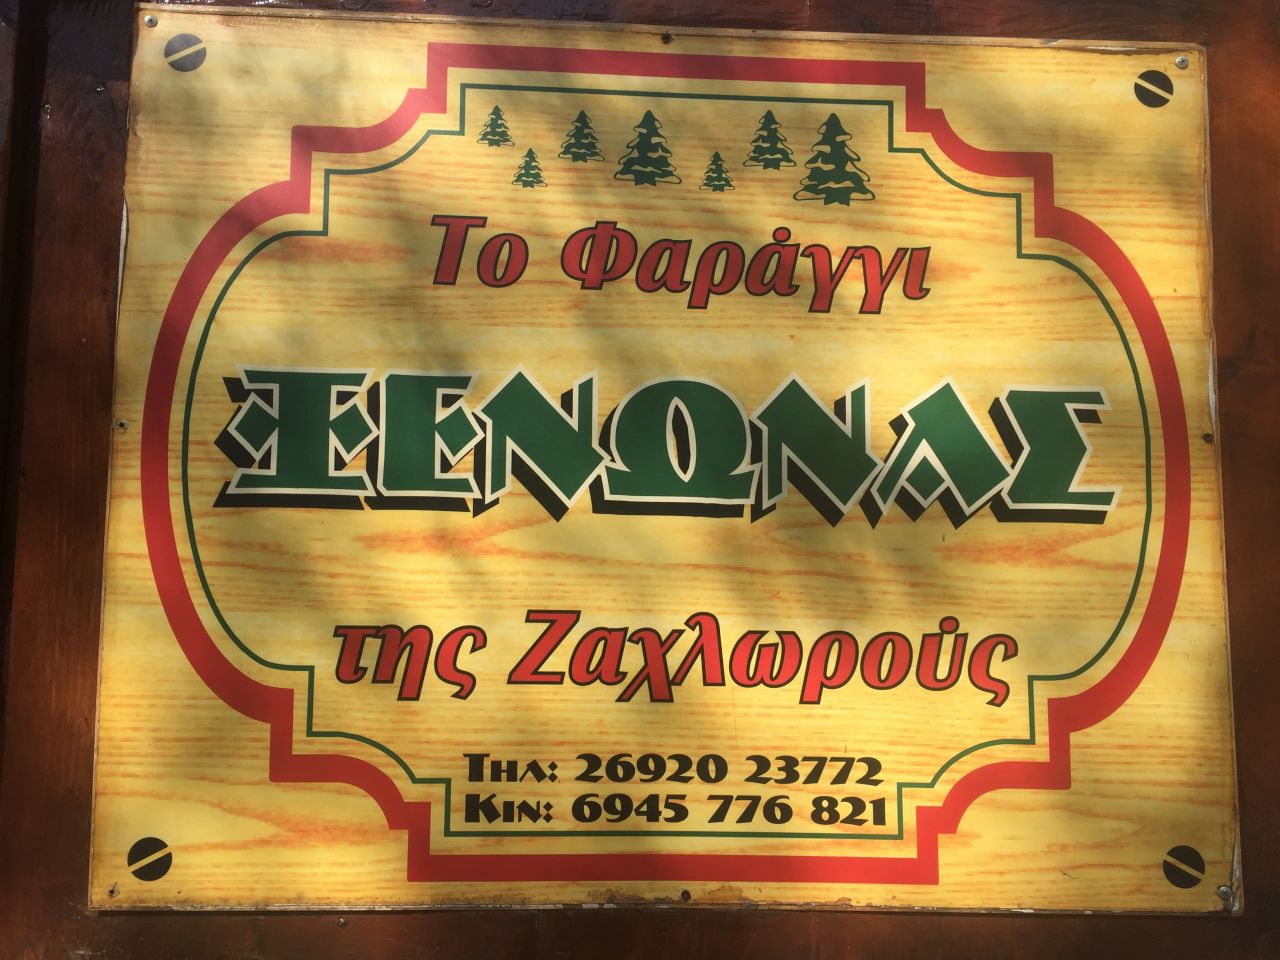 Το Φαράγγι
ΞΕΝΩΝΑΣ
της Ζαχλωρούς
Τηλ: 26920 23772
Κιν: 6945 776 821